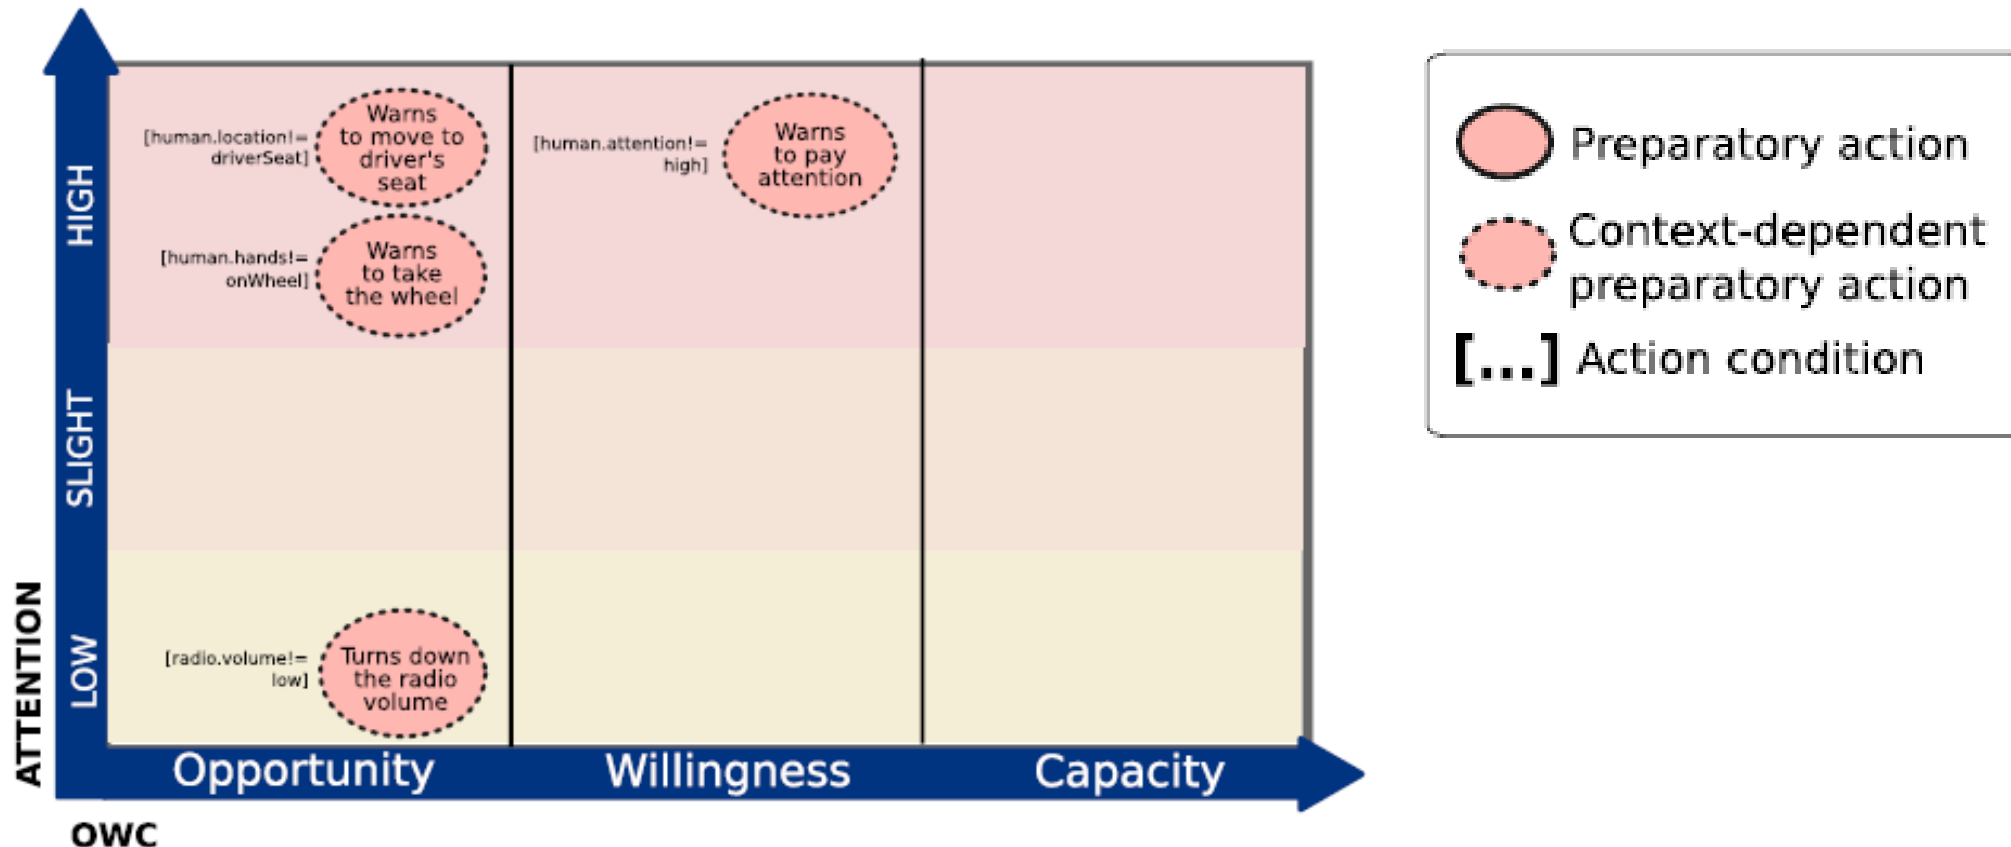 HIGH
SLIGHT
LOW
ATTENTION
[human.location!=
driverSeat]
Warns
to move to
driver's
seat
[human.hands!=
onWheel]
Warns
to take
the wheel
[human.attention!=
high]
Warns
to pay
attention
[radio.volume!=
low]
Turns down
the radio
volume
Opportunity
Willingness
Capacity
OWC
Preparatory action
Context-dependent
preparatory action
[...] Action condition